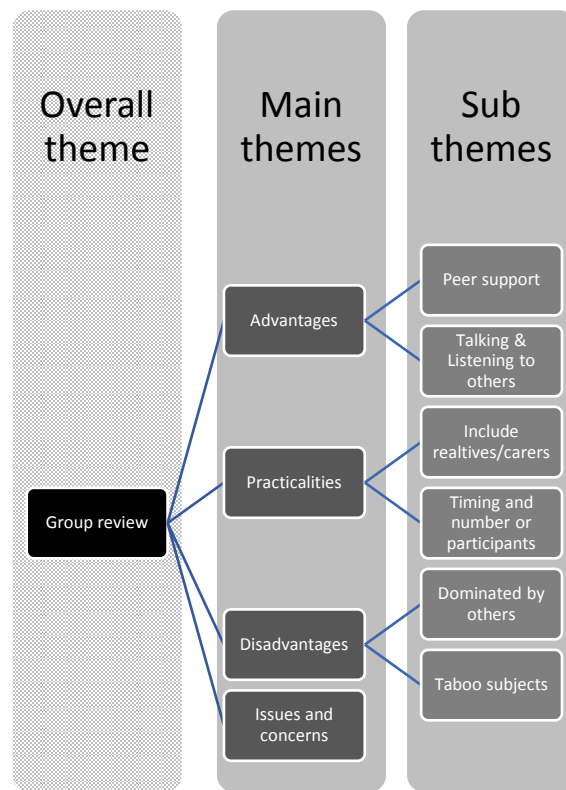 Overall
theme
Main
themes
Sub
themes
Group review
Advantages
Practicalities
Disadvantages
Issues and
concerns
Peer support
Talking &
Listening to
others
Include
realtives/carers
Timing and
number or
participants
Dominated by
others
Taboo subjects